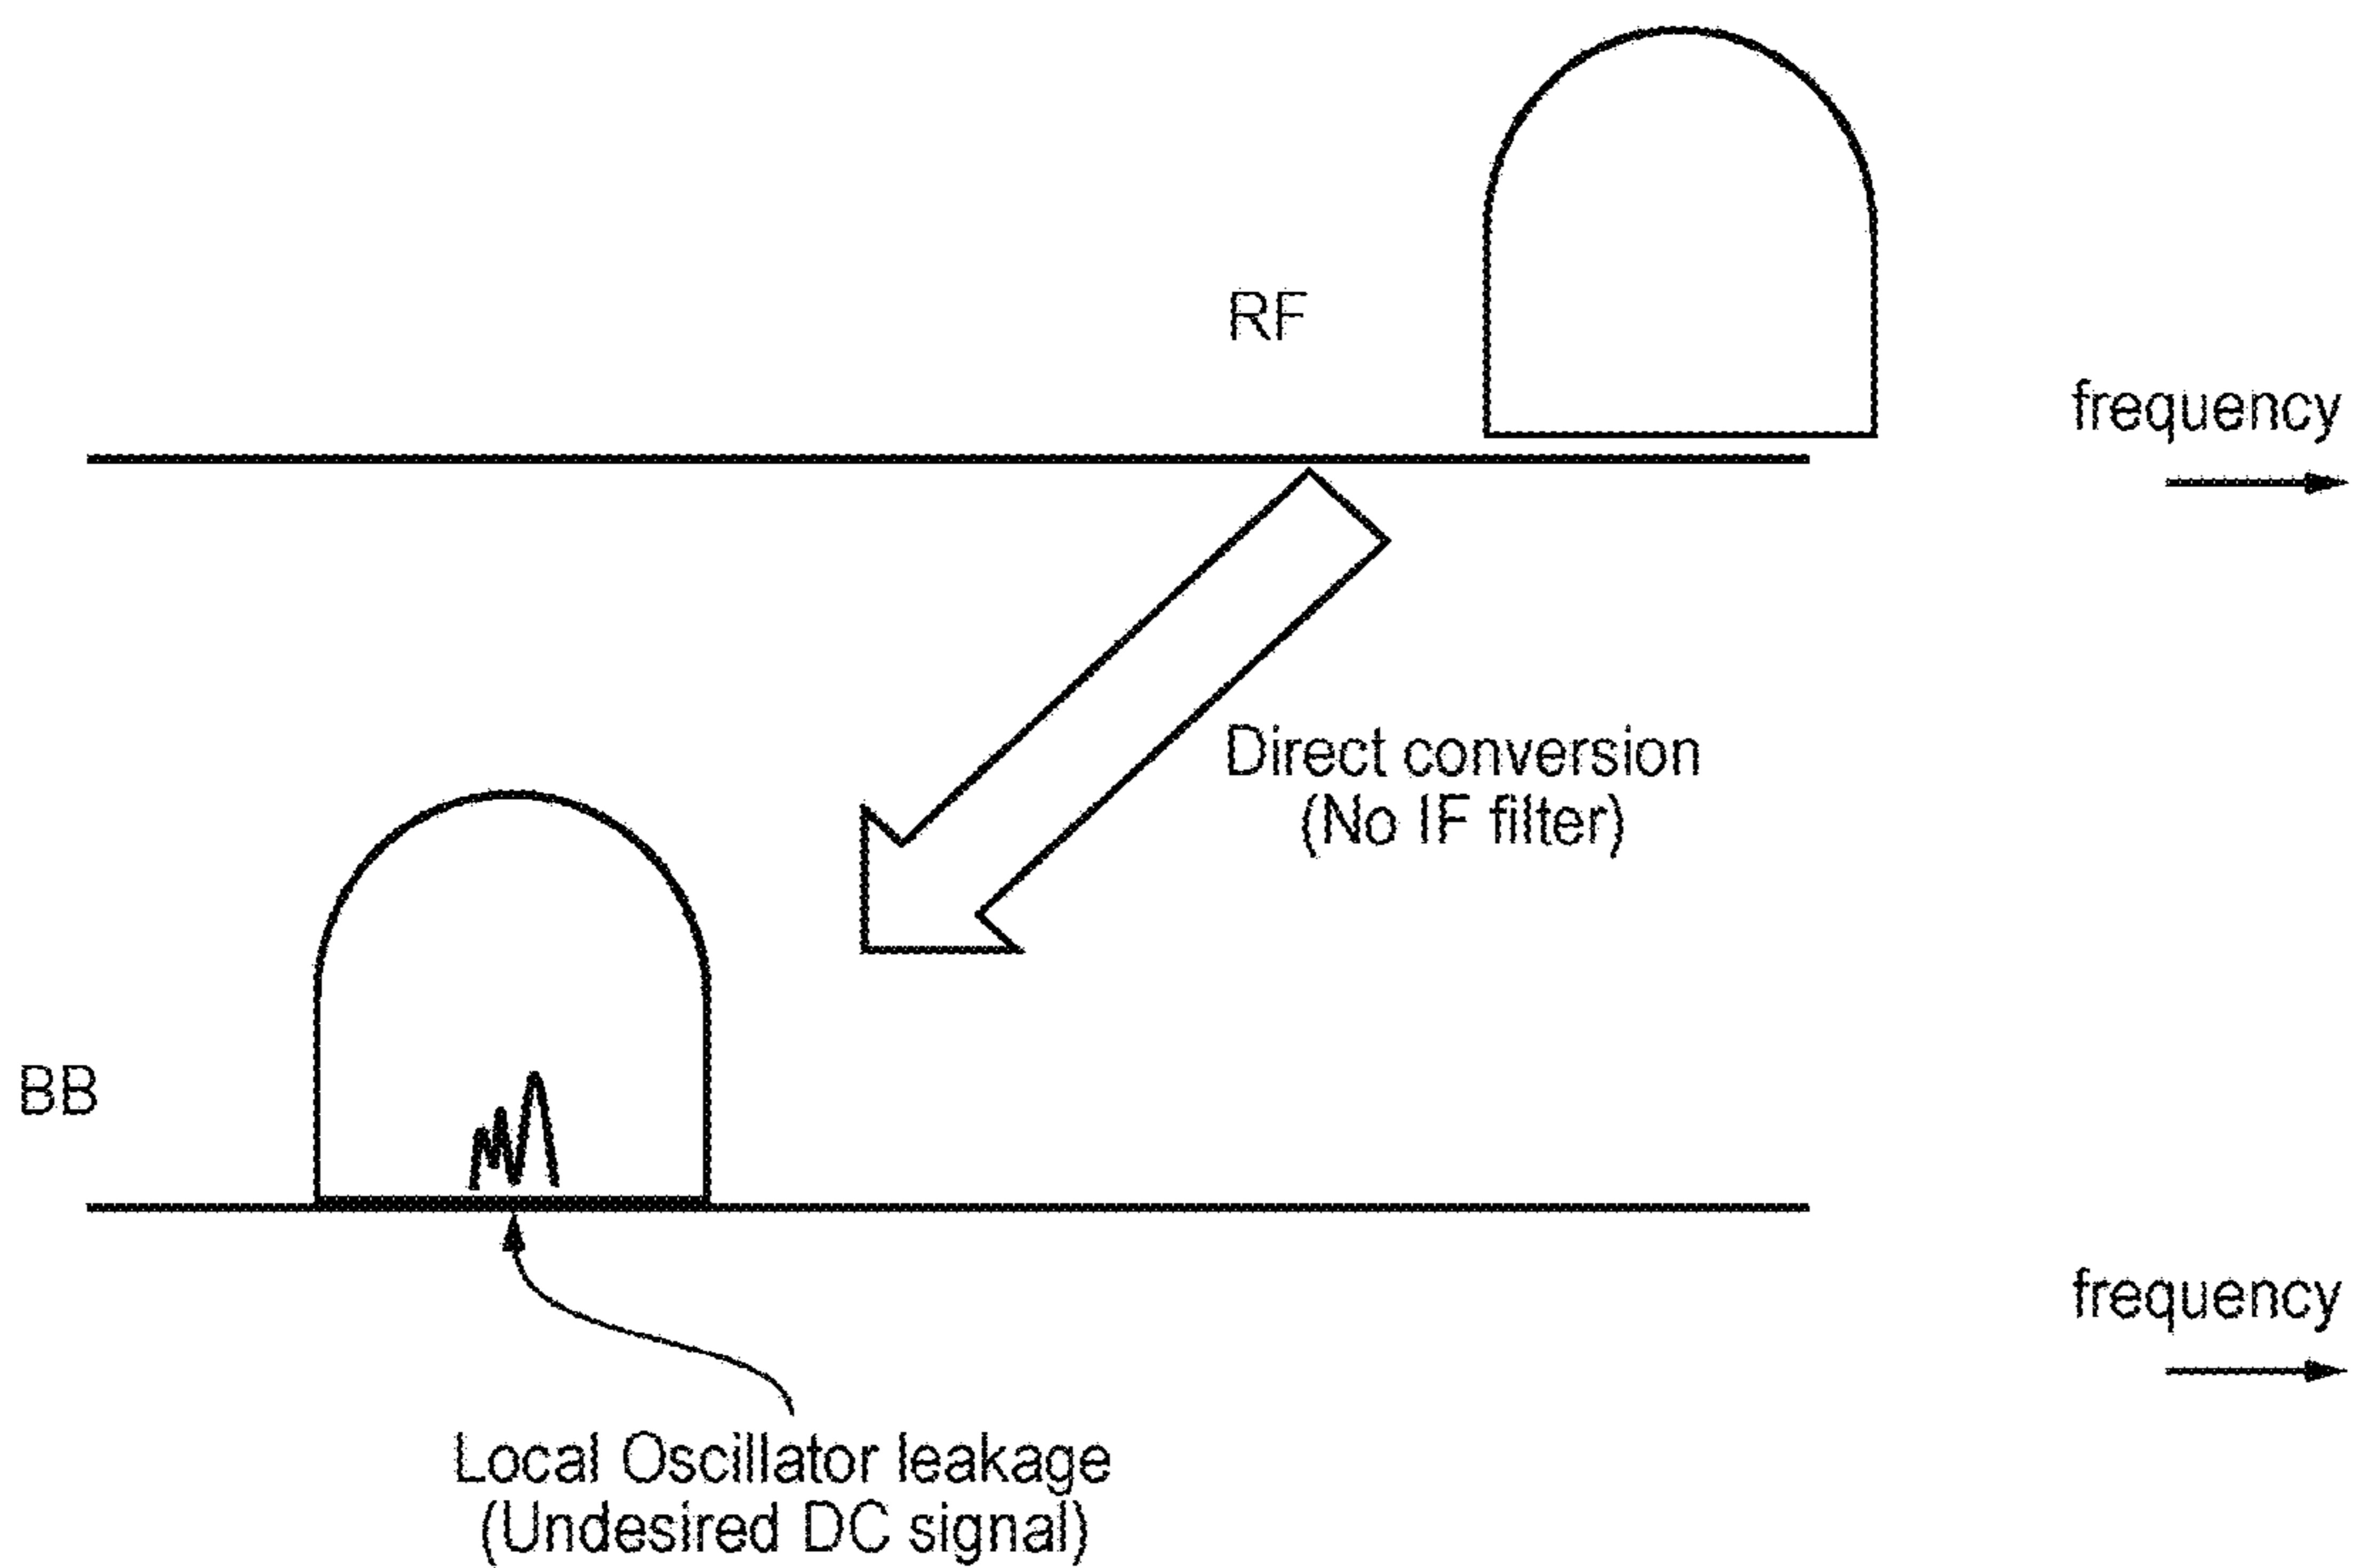 RF
frequency
Direct conversion
(No IF filter)
BB
frequency
Local Oscillator leakage
(Undesired DC signal)